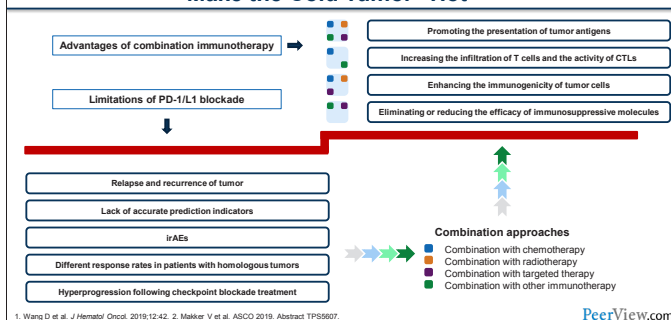 Advantages of combination immunotherapy
Promoting the presentation of tumor antigens
Increasing the infiltration of T cells and the activity of CTLs
Enhancing the immunogenicity of tumor cells
Eliminating or reducing the efficacy of immunosuppressive molecules
Limitations of PD-1/L1 blockade
Relapse and recurrence of tumor
Lack of accurate prediction indicators
irAEs
Different response rates in patients with homologous tumors
Hyperprogression following checkpoint blockade treatment
Combination approaches
Combination with chemotherapy
Combination with radiotherapy
Combination with targeted therapy
Combination with other immunotherapy
1. Wang D et al. J Hematol Oncol. 2019;12:42. 2. Makker V et al. ASCO 2019. Abstract TPS5607.
PeerView.com